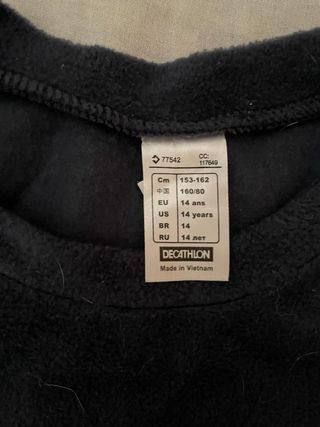 77542 CC: 117649
Cm 153-162
中国 160/80
EU 14 ans
US 14 years
BR 14
RU 14 лет
DECATHLON
Made in Vietnam